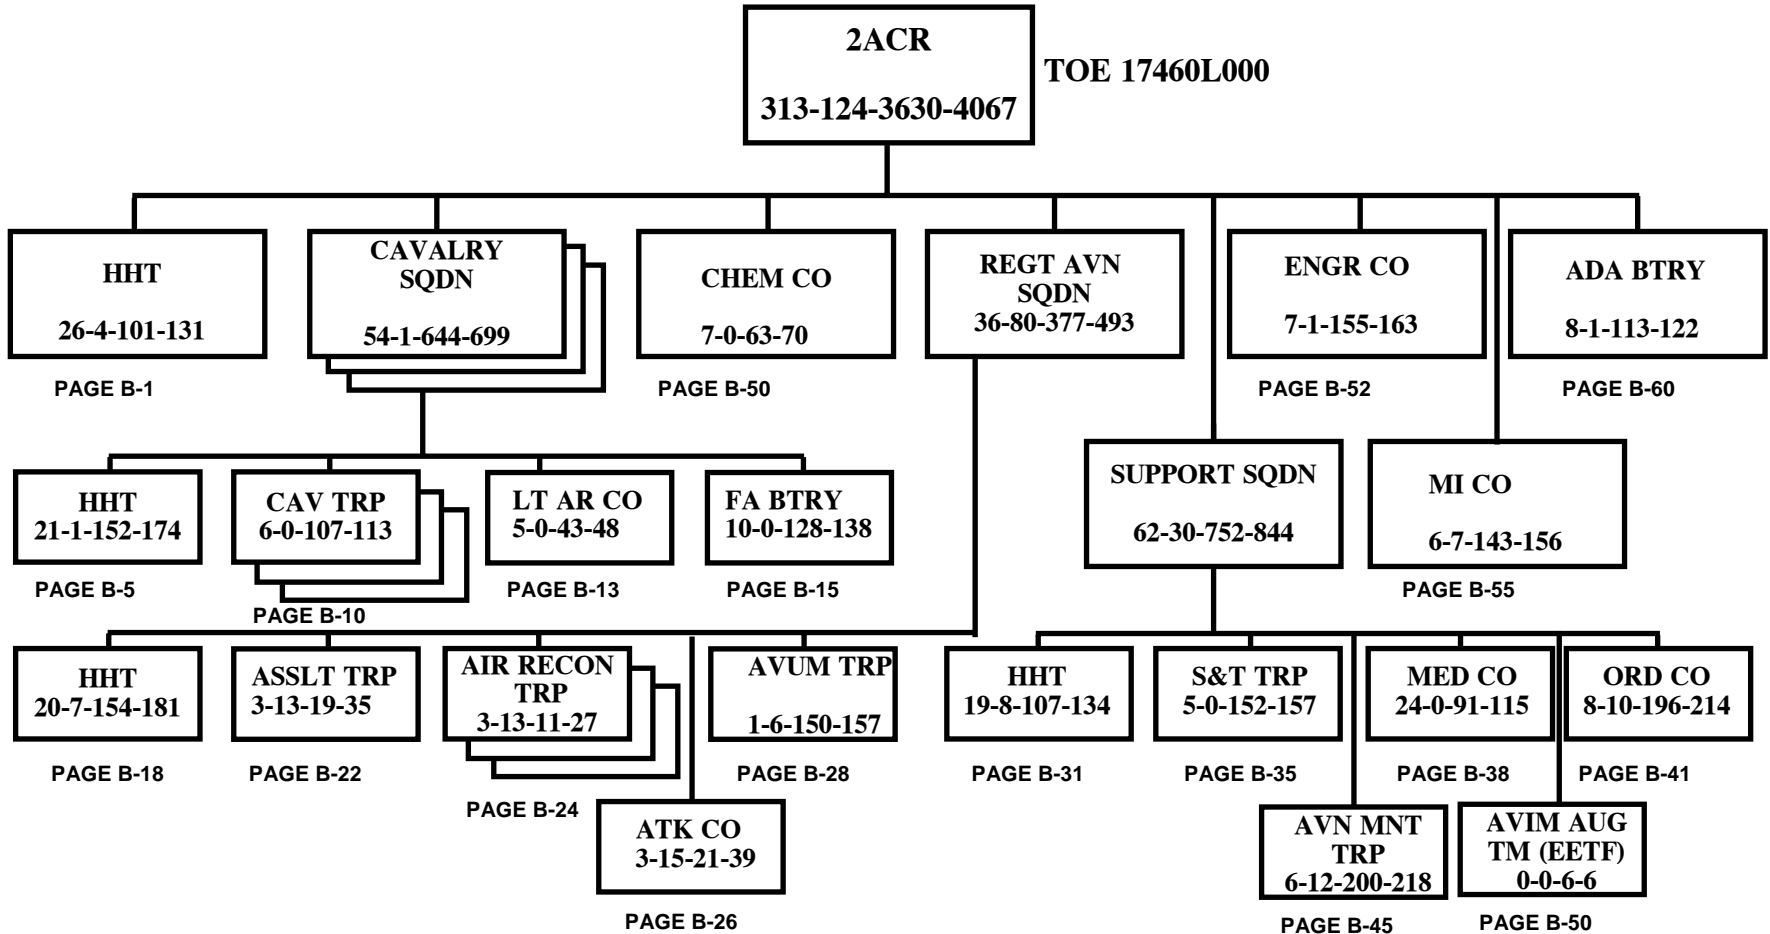 2ACR
313-124-3630-4067
TOE 17460L000
HHT
26-4-101-131
PAGE B-1
CAVALRY
SQDN
54-1-644-699
CHEM CO
7-0-63-70
PAGE B-50
REGT AVN
SQDN
36-80-377-493
ENGR CO
7-1-155-163
PAGE B-52
ADA BTRY
8-1-113-122
PAGE B-60
HHT
21-1-152-174
PAGE B-5
CAV TRP
6-0-107-113
PAGE B-10
LT AR CO
5-0-43-48
PAGE B-13
FA BTRY
10-0-128-138
PAGE B-15
SUPPORT SQDN
62-30-752-844
MI CO
6-7-143-156
PAGE B-55
HHT
20-7-154-181
PAGE B-18
ASSLT TRP
3-13-19-35
PAGE B-22
AIR RECON
TRP
3-13-11-27
PAGE B-24
AVUM TRP
1-6-150-157
PAGE B-28
HHT
19-8-107-134
PAGE B-31
S&T TRP
5-0-152-157
PAGE B-35
MED CO
24-0-91-115
PAGE B-38
ORD CO
8-10-196-214
PAGE B-41
ATK CO
3-15-21-39
PAGE B-26
AVN MNT
TRP
6-12-200-218
PAGE B-45
AVIM AUG
TM (EETF)
0-0-6-6
PAGE B-50